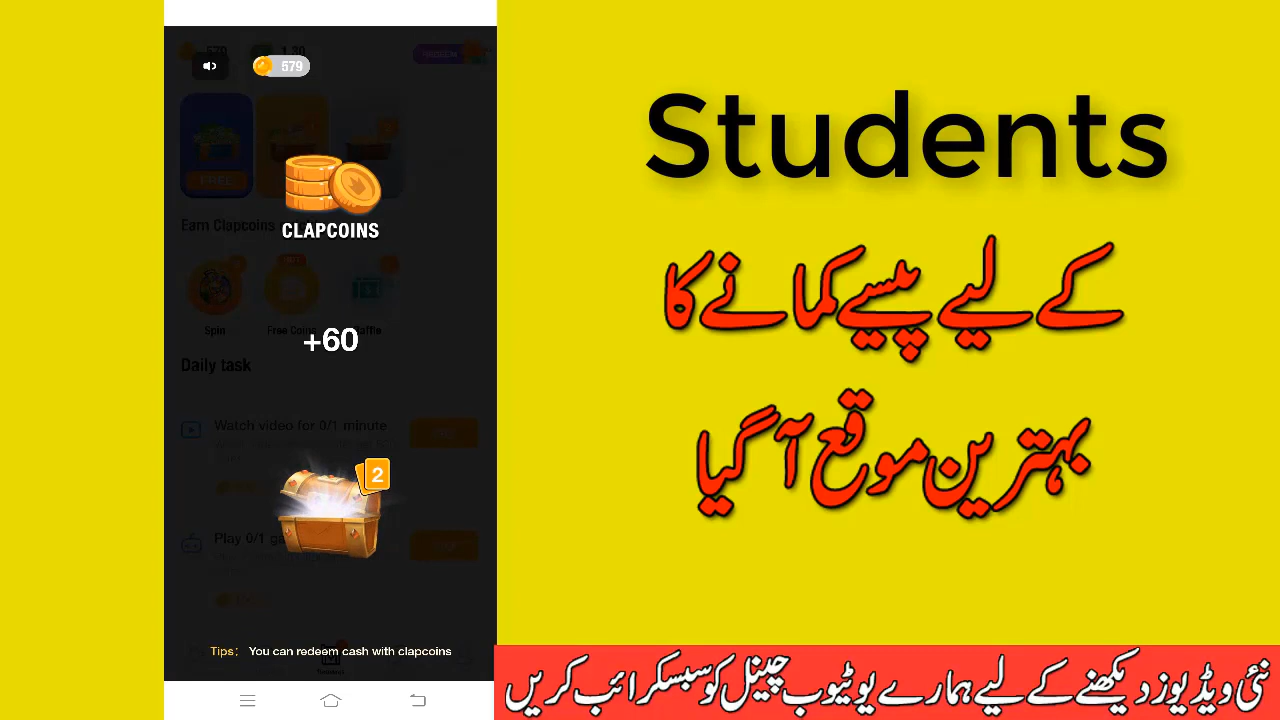 579
CLAPCOINS
FREE
Earn Clapcoins
Spin
Free Coins
Raffle
+60
Daily task
Watch video for 0/1 minute
2
Play 0/1
Tips: You can redeem cash with clapcoins
Students
کے لیے پیسے کمانے کا
بہترین موقع آ گیا
نئی ویڈیوز دیکھنے کے لیے ہمارے یوٹیوب چینل کو سبسکرائب کریں